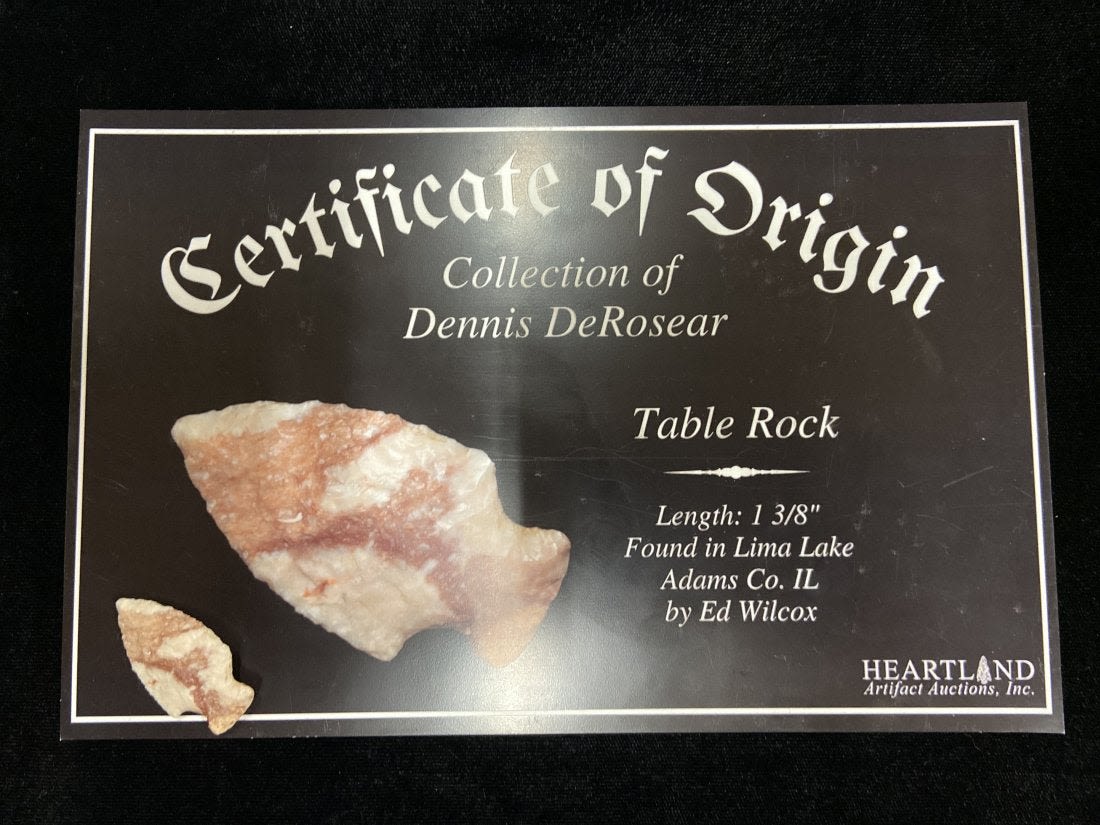 Certificate of Origin
Collection of
Dennis DeRosear
Table Rock
Length: 1 3/8"
Found in Lima Lake
Adams Co. IL
by Ed Wilcox
HEARTLAND
Artifact Auctions, Inc.